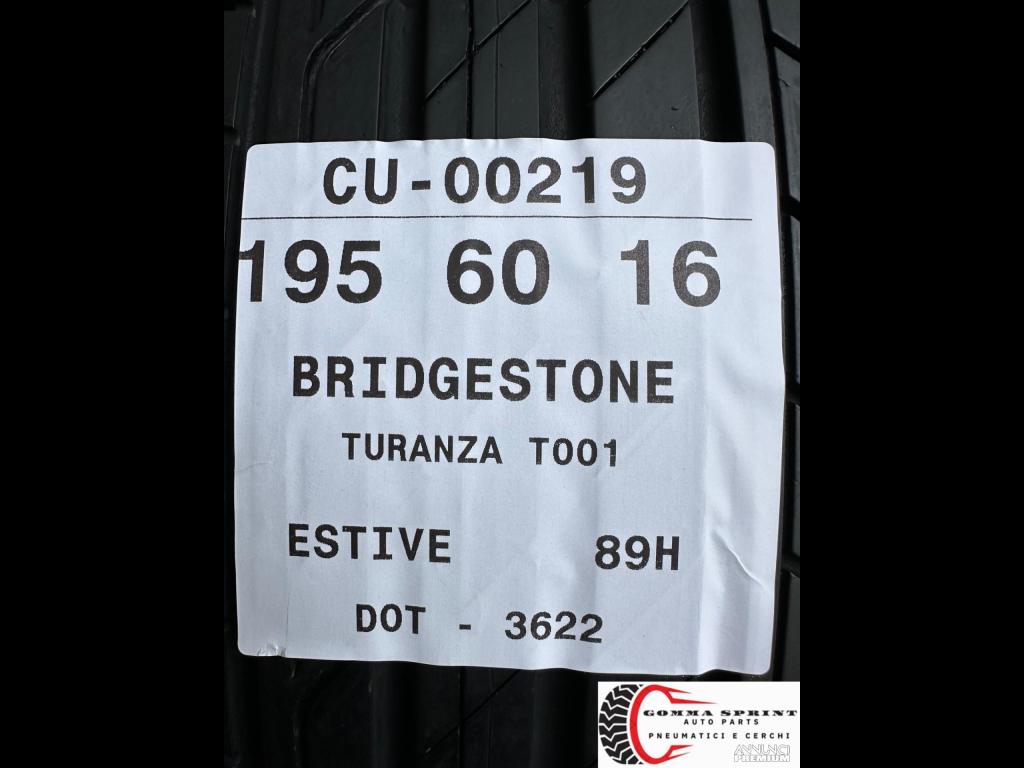 CU-00219
195 60 16
BRIDGESTONE
TURANZA T001
ESTIVE 89H
DOT - 3622
GOMMA SPRINT
AUTO PARTS
PNEUMATICI E CERCHI
ANNUNCI
PREMIUM